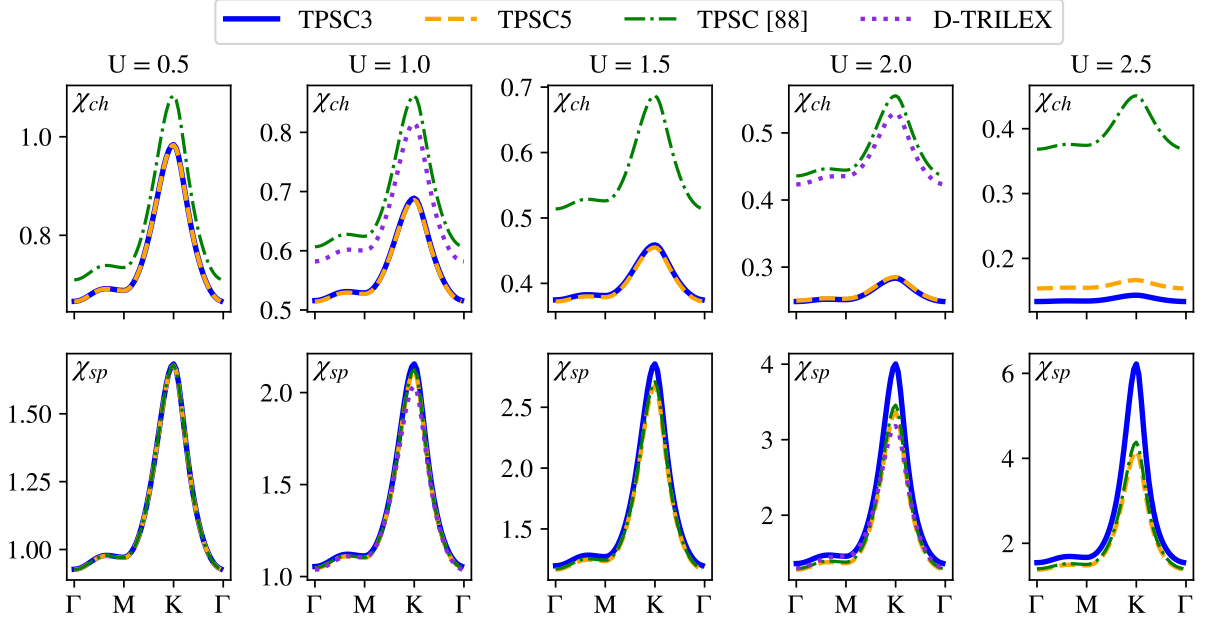 TPSC3 TPSC5 TPSC [88] D-TRILEX
U = 0.5 U = 1.0 U = 1.5 U = 2.0 U = 2.5
χch χch χch χch χch
1.0 0.8
0.8 0.7 0.6 0.5
0.7 0.6 0.5 0.4
0.5 0.4 0.3
0.4 0.3 0.2
χsp χsp χsp χsp χsp
1.50 1.25 1.00
2.0 1.5 1.0
2.5 2.0 1.5
4 3 2
6 4 2
Γ M K Γ Γ M K Γ Γ M K Γ Γ M K Γ Γ M K Γ